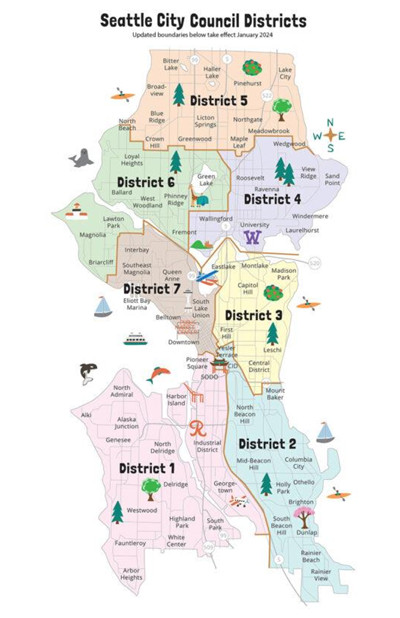 Seattle City Council Districts
Updated boundaries below take effect January 2024
Bitter
Lake
Haller
Lake
Pinehurst
Lake
City
Broad-
view
District 5
Blue
Ridge
Licton
Springs
Northgate
North
Beach
Meadowbrook
Crown
Hill
Greenwood
Maple
Leaf
Wedgwood
N
W
E
S
Loyal
Heights
District 6
Green
Lake
Roosevelt
View
Ridge
Sand
Point
Ballard
Phinney
Ridge
Ravenna
District 4
West
Woodland
Lawton
Park
Wallingford
Windermere
University
W
Laurelhurst
Magnolia
Fremont
Interbay
Briarcliff
Southeast
Magnolia
Queen
Anne
Eastlake
Montlake
Madison
Park
District 7
Capitol
Hill
Elliott Bay
Marina
South
Lake
Union
Belltown
District 3
First
Hill
Downtown
Yesler
Terrace
Leschi
Pioneer
Square
CID
Central
District
SODO
North
Admiral
Harbor
Island
Mount
Baker
Alki
Alaska
Junction
North
Beacon
Hill
Genesee
North
Delridge
R
Industrial
District
District 2
District 1
Mid-Beacon
Hill
Columbia
City
Delridge
George-
town
Holly
Park
Othello
Westwood
Brighton
Highland
Park
South
Park
South
Beacon
Hill
Dunlap
Fauntleroy
White
Center
Rainier
Beach
Arbor
Heights
Rainier
View